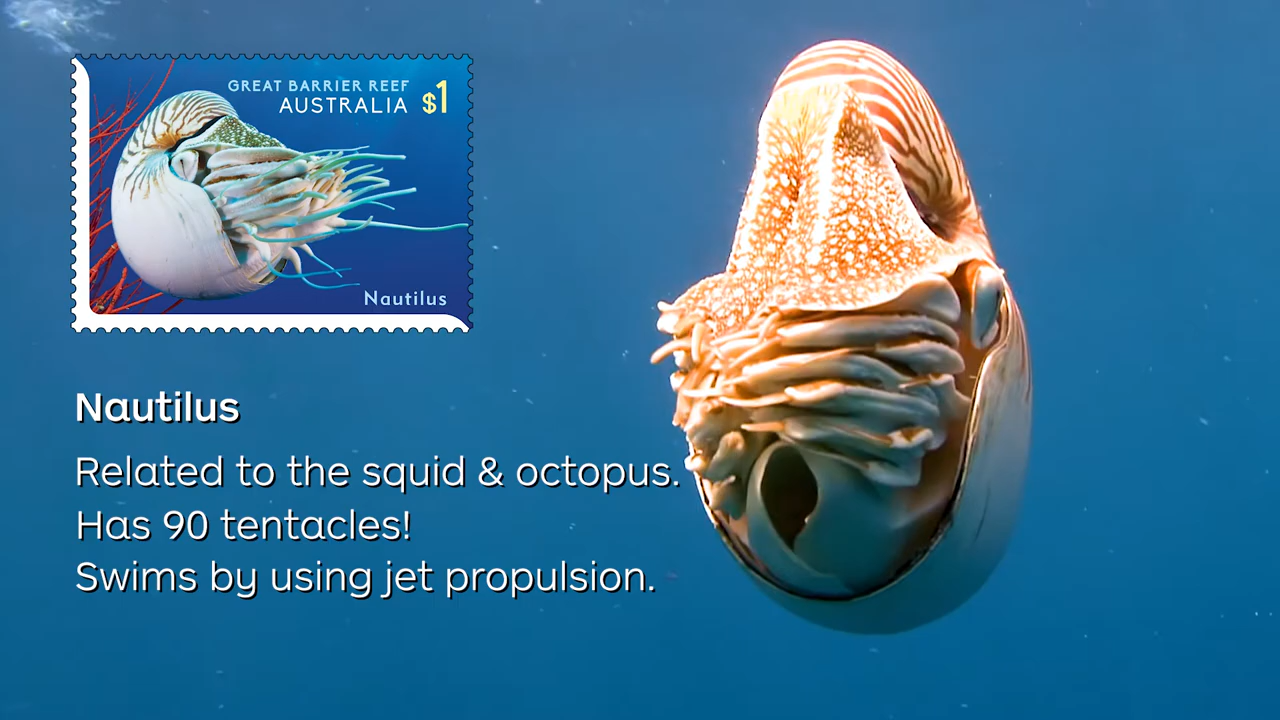 GREAT BARRIER REEF
AUSTRALIA $1
Nautilus
Nautilus
Related to the squid & octopus.
Has 90 tentacles!
Swims by using jet propulsion.